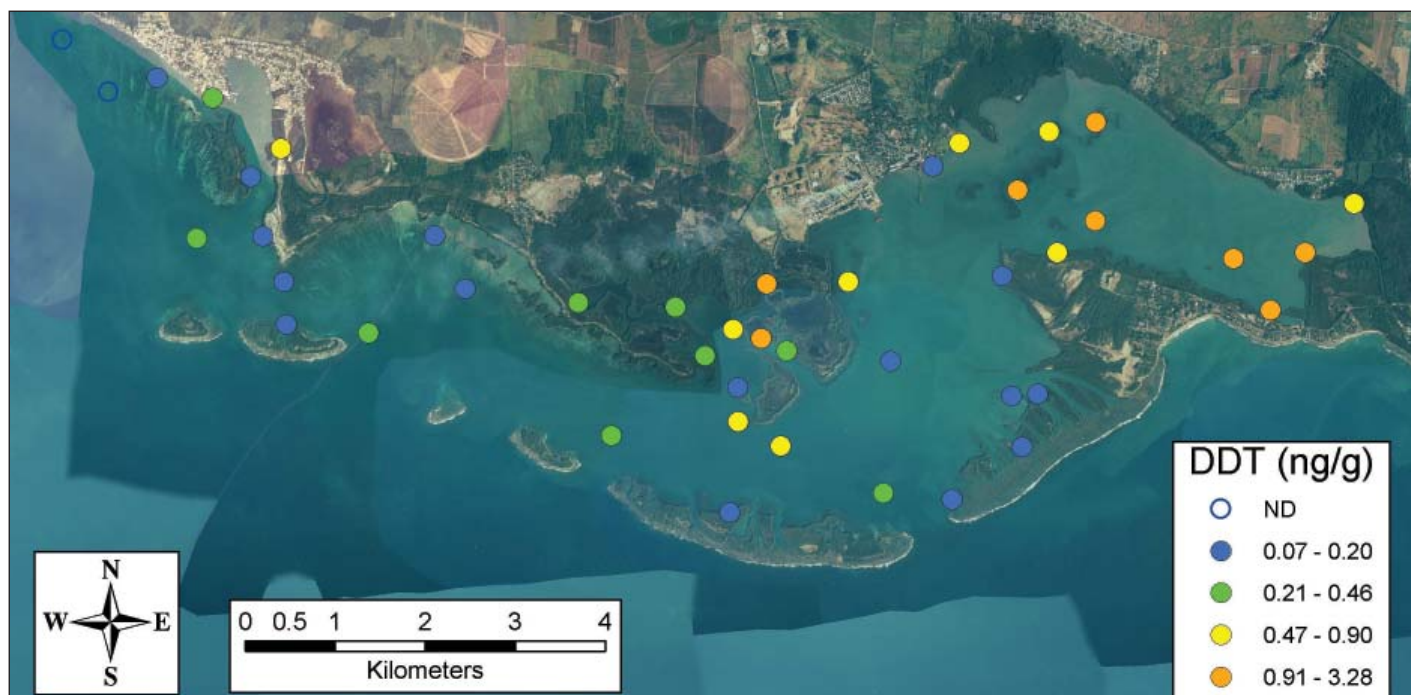 DDT (ng/g)
ND
0.07 - 0.20
0.21 - 0.46
0.47 - 0.90
0.91 - 3.28
N
W E
S
0 0.5 1 2 3 4
Kilometers